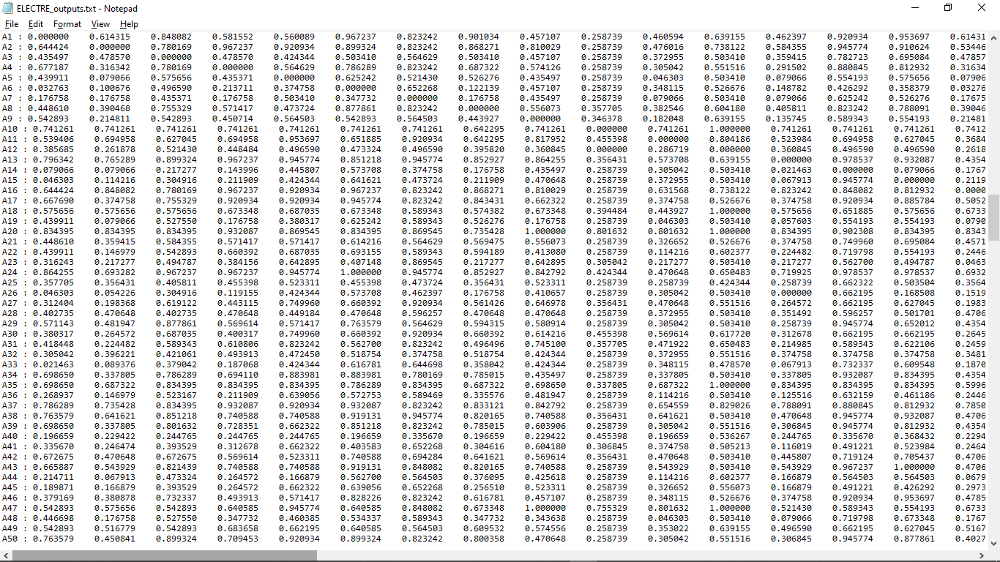 ELECTRE_outputs.txt - Notepad
File Edit Format View Help
A1 : 0.000000 0.614315 0.848082 0.581552 0.560089 0.967237 0.823242 0.901034 0.457107 0.258739 0.460594 0.639155 0.462397 0.920934 0.953697 0.61431
A2 : 0.644424 0.000000 0.780169 0.967237 0.920934 0.899324 0.823242 0.868271 0.810029 0.258739 0.476016 0.738122 0.584355 0.945774 0.910624 0.53446
A3 : 0.435497 0.478570 0.000000 0.478570 0.424344 0.503410 0.564629 0.503410 0.457107 0.258739 0.372955 0.503410 0.359415 0.782723 0.695084 0.47857
A4 : 0.677187 0.316342 0.780169 0.000000 0.564629 0.786289 0.823242 0.687322 0.574126 0.258739 0.305042 0.551516 0.291502 0.880845 0.812932 0.31634
A5 : 0.439911 0.079066 0.575656 0.435371 0.000000 0.625242 0.521430 0.526276 0.435497 0.258739 0.046303 0.503410 0.079066 0.554193 0.575656 0.07906
A6 : 0.032763 0.100676 0.496590 0.213711 0.374758 0.000000 0.652268 0.122139 0.457107 0.258739 0.348115 0.526676 0.148782 0.426292 0.358379 0.03276
A7 : 0.176758 0.176758 0.435371 0.176758 0.503410 0.347732 0.000000 0.176758 0.435497 0.258739 0.079066 0.503410 0.079066 0.625242 0.526276 0.17675
A8 : 0.448610 0.390468 0.755329 0.571417 0.473724 0.877861 0.823242 0.000000 0.556073 0.357705 0.382546 0.604180 0.405811 0.823242 0.788091 0.39046
A9 : 0.542893 0.214811 0.542893 0.450714 0.564503 0.542893 0.564503 0.443927 0.000000 0.346378 0.182048 0.639155 0.135745 0.589343 0.554193 0.21481
A10 : 0.741261 0.741261 0.741261 0.741261 0.741261 0.741261 0.741261 0.642295 0.741261 0.000000 0.741261 1.000000 0.741261 0.741261 0.741261 0.7412
A11 : 0.539406 0.694958 0.627045 0.694958 0.953697 0.651885 0.920934 0.642295 0.817952 0.455398 0.000000 0.804186 0.523984 0.694958 0.627045 0.3684
A12 : 0.385685 0.261878 0.521430 0.448484 0.496590 0.473324 0.496590 0.395820 0.360845 0.000000 0.286719 0.000000 0.360845 0.496590 0.496590 0.2618
A13 : 0.796342 0.765269 0.899324 0.967237 0.945774 0.851218 0.945774 0.852927 0.864255 0.356431 0.573708 0.639155 0.000000 0.978537 0.932087 0.4354
A14 : 0.079066 0.079066 0.217277 0.143996 0.445807 0.573708 0.374758 0.176758 0.435497 0.258739 0.305042 0.503410 0.021463 0.000000 0.079066 0.1767
A15 : 0.046303 0.114216 0.304916 0.211909 0.424344 0.641621 0.473724 0.211909 0.470648 0.258739 0.372955 0.503410 0.067913 0.945774 0.000000 0.2119
A16 : 0.644424 0.848082 0.780169 0.967237 0.920934 0.967237 0.823242 0.868271 0.810029 0.258739 0.631568 0.738122 0.823242 0.848082 0.812932 0.0000
A17 : 0.667690 0.374758 0.755329 0.920934 0.920934 0.945774 0.823242 0.843431 0.662322 0.258739 0.374758 0.526676 0.374758 0.920934 0.885784 0.5052
A18 : 0.575656 0.575656 0.575656 0.673348 0.687035 0.673348 0.589343 0.574382 0.673348 0.394484 0.443927 1.000000 0.575656 0.651885 0.575656 0.6733
A19 : 0.439911 0.079066 0.527550 0.176758 0.380317 0.625242 0.589343 0.526276 0.176758 0.258739 0.046303 0.503410 0.057603 0.554193 0.554193 0.0790
A20 : 0.834395 0.834395 0.834395 0.932087 0.869545 0.834395 0.869545 0.735428 1.000000 0.801632 0.801632 1.000000 0.834395 0.902308 0.834395 0.8343
A21 : 0.448610 0.359415 0.584355 0.571417 0.571417 0.614216 0.564629 0.569475 0.556073 0.258739 0.326652 0.526676 0.374758 0.749960 0.695084 0.4571
A22 : 0.439911 0.146979 0.542893 0.660392 0.687035 0.693155 0.589343 0.594189 0.413080 0.258739 0.114216 0.602377 0.224482 0.719798 0.554193 0.2446
A23 : 0.316243 0.217277 0.494787 0.384156 0.642895 0.407148 0.869545 0.217277 0.642895 0.305042 0.217277 0.503410 0.217277 0.562700 0.494787 0.0463
A24 : 0.864255 0.693282 0.967237 0.967237 0.945774 1.000000 0.945774 0.852927 0.842792 0.424344 0.470648 0.650483 0.719925 0.978537 0.978537 0.6932
A25 : 0.357705 0.356431 0.405811 0.455398 0.523311 0.455398 0.473724 0.356431 0.523311 0.258739 0.258739 0.424344 0.258739 0.662322 0.503504 0.3564
A26 : 0.046303 0.054226 0.304916 0.119155 0.424344 0.573708 0.462397 0.176758 0.410657 0.258739 0.305042 0.503410 0.000000 0.662195 0.168508 0.1519
A27 : 0.312404 0.198368 0.619122 0.443115 0.749960 0.660392 0.920934 0.561426 0.646978 0.356431 0.470648 0.551516 0.264572 0.662195 0.627045 0.1983
A28 : 0.402735 0.470648 0.402735 0.470648 0.449184 0.470648 0.596257 0.470648 0.470648 0.258739 0.372955 0.503410 0.351492 0.596257 0.501701 0.4706
A29 : 0.571143 0.481947 0.877861 0.569614 0.571417 0.763579 0.564629 0.594315 0.580914 0.258739 0.305042 0.503410 0.258739 0.945774 0.652012 0.4354
A30 : 0.380317 0.264572 0.687035 0.400317 0.749960 0.660392 0.920934 0.660392 0.614216 0.455398 0.569614 0.617720 0.312678 0.662195 0.662195 0.2645
A31 : 0.418448 0.224482 0.589343 0.610806 0.823242 0.562700 0.823242 0.496496 0.745100 0.357705 0.471922 0.650483 0.214985 0.589343 0.622106 0.2459
A32 : 0.305042 0.396221 0.421061 0.493913 0.472450 0.518754 0.374758 0.518754 0.424344 0.258739 0.372955 0.551516 0.374758 0.374758 0.374758 0.3481
A33 : 0.021463 0.089376 0.379042 0.187068 0.424344 0.616781 0.644698 0.358042 0.424344 0.258739 0.348115 0.478570 0.067913 0.732337 0.609548 0.1870
A34 : 0.698650 0.337805 0.786289 0.694110 0.883981 0.883981 0.780169 0.785015 0.435497 0.258739 0.337805 0.503410 0.337805 0.932087 0.834395 0.4354
A35 : 0.698650 0.687322 0.834395 0.834395 0.834395 0.786289 0.834395 0.687322 0.698650 0.337805 0.687322 1.000000 0.834395 0.834395 0.834395 0.5996
A36 : 0.268937 0.146979 0.523167 0.211909 0.639056 0.572753 0.589469 0.335576 0.481947 0.258739 0.114216 0.503410 0.125516 0.632159 0.461186 0.2446
A37 : 0.786289 0.735428 0.834395 0.932087 0.920934 0.932087 0.823242 0.833121 0.842792 0.258739 0.654559 0.829026 0.788091 0.880845 0.812932 0.7850
A38 : 0.763579 0.641621 0.851218 0.740588 0.740588 0.919131 0.945774 0.820165 0.740588 0.356431 0.641621 0.503410 0.470648 0.945774 0.932087 0.4706
A39 : 0.698650 0.337805 0.801632 0.728351 0.662322 0.851218 0.823242 0.785015 0.603906 0.258739 0.305042 0.551516 0.306845 0.945774 0.812932 0.4354
A40 : 0.196659 0.229422 0.244765 0.244765 0.244765 0.196659 0.335670 0.196659 0.229422 0.455398 0.196659 0.536267 0.244765 0.335670 0.368432 0.2294
A41 : 0.335670 0.246474 0.393529 0.312678 0.662322 0.403583 0.652268 0.304616 0.604180 0.306845 0.374758 0.505213 0.116019 0.491221 0.523984 0.2464
A42 : 0.672675 0.470648 0.672675 0.569614 0.523311 0.740588 0.694284 0.641621 0.569614 0.356431 0.470648 0.503410 0.445807 0.719124 0.705437 0.4706
A43 : 0.665887 0.543929 0.821439 0.740588 0.740588 0.919131 0.848082 0.820165 0.740588 0.258739 0.543929 0.503410 0.543929 0.967237 1.000000 0.4706
A44 : 0.214711 0.067913 0.473324 0.264572 0.166879 0.562700 0.564503 0.376095 0.425618 0.258739 0.114216 0.602377 0.166879 0.564503 0.564503 0.0679
A45 : 0.189871 0.166879 0.393529 0.264572 0.662322 0.639056 0.652268 0.256510 0.523311 0.258739 0.326652 0.556073 0.166879 0.491221 0.426292 0.2973
A46 : 0.379169 0.380878 0.732337 0.493913 0.571417 0.828226 0.823242 0.616781 0.457107 0.258739 0.348115 0.526676 0.374758 0.920934 0.953697 0.4785
A47 : 0.542893 0.575656 0.542893 0.640585 0.945774 0.640585 0.848082 0.673348 1.000000 0.755329 0.801632 1.000000 0.521430 0.589343 0.554193 0.6733
A48 : 0.446698 0.176758 0.527550 0.347732 0.460385 0.534337 0.589343 0.347732 0.343638 0.258739 0.046303 0.503410 0.079066 0.719798 0.673348 0.1767
A49 : 0.542893 0.516779 0.542893 0.683658 0.662195 0.640585 0.564503 0.609532 0.574556 0.258739 0.353022 0.639155 0.496590 0.662195 0.627045 0.5167
A50 : 0.763579 0.450841 0.899324 0.709453 0.920934 0.899324 0.823242 0.800358 0.470648 0.258739 0.305042 0.551516 0.306845 0.945774 0.877861 0.4027